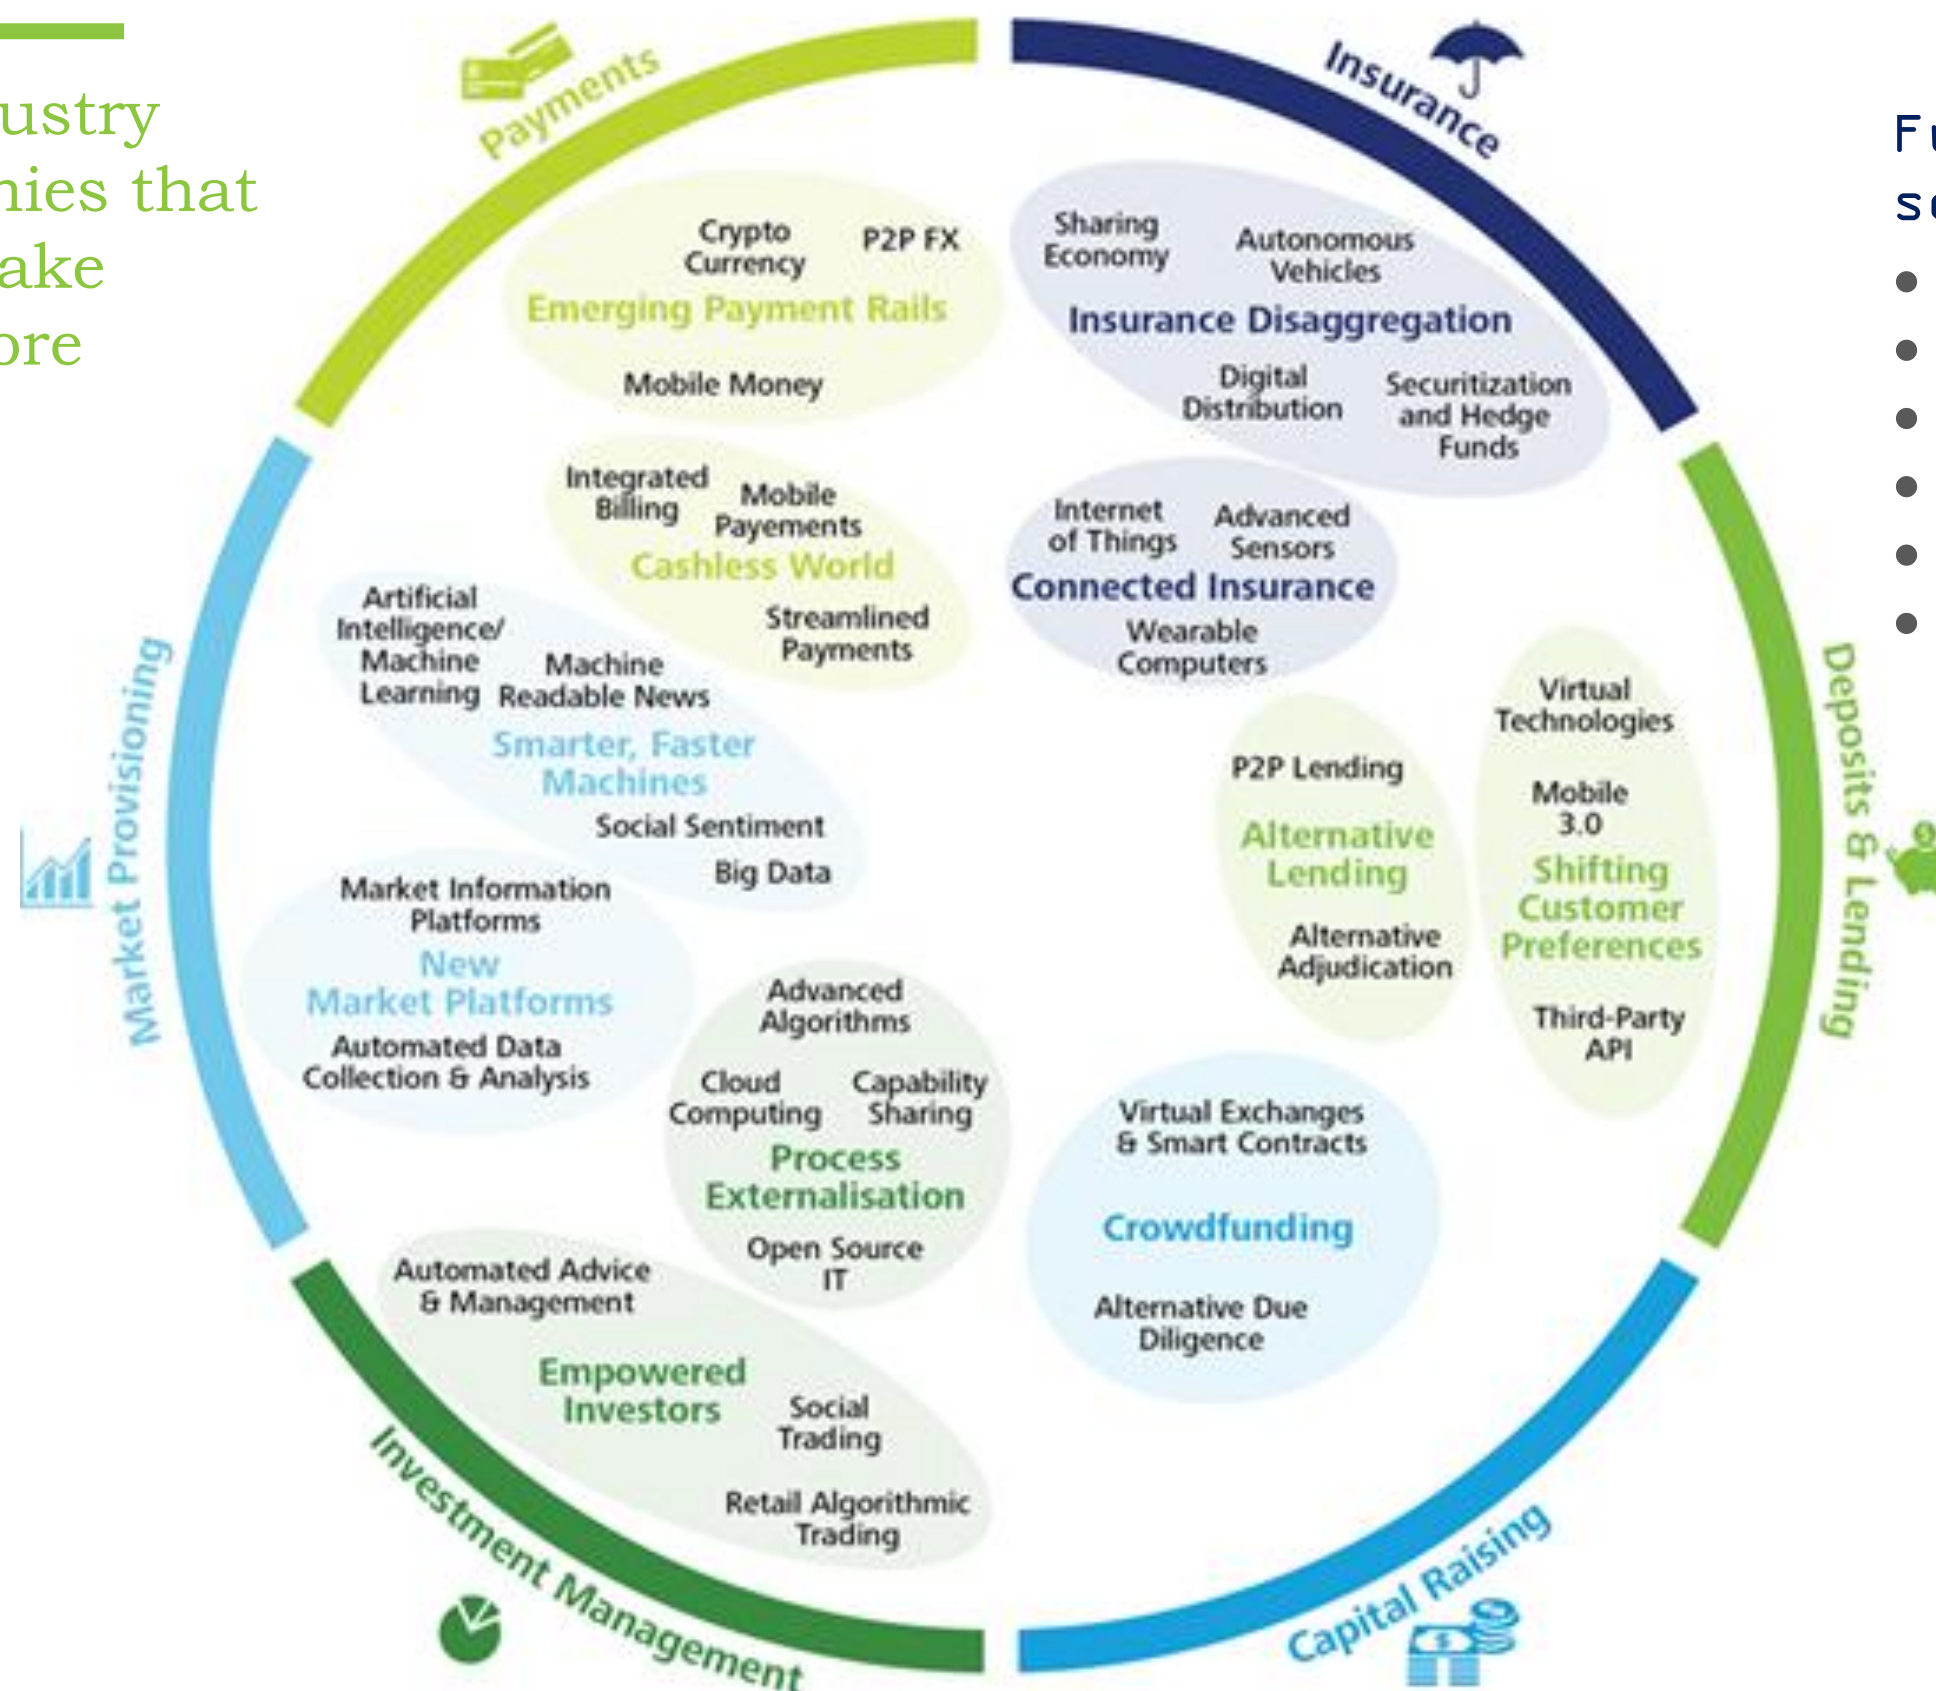 ustry
nies that
ake
ore
Payments
Crypto
Currency
P2P FX
Emerging Payment Rails
Mobile Money
Integrated
Billing
Mobile
Payements
Cashless World
Streamlined
Payments
Insurance
Sharing
Economy
Autonomous
Vehicles
Insurance Disaggregation
Digital
Distribution
Securitization
and Hedge
Funds
Internet
of Things
Advanced
Sensors
Connected Insurance
Wearable
Computers
Market Provisioning
Artificial
Intelligence/
Machine
Learning
Machine
Readable News
Smarter, Faster
Machines
Social Sentiment
Big Data
Market Information
Platforms
New
Market Platforms
Automated Data
Collection & Analysis
Deposits & Lending
P2P Lending
Alternative
Lending
Alternative
Adjudication
Virtual
Technologies
Mobile
3.0
Shifting
Customer
Preferences
Third-Party
API
Investment Management
Advanced
Algorithms
Cloud
Computing
Capability
Sharing
Process
Externalisation
Open Source
IT
Automated Advice
& Management
Empowered
Investors
Social
Trading
Retail Algorithmic
Trading
Capital Raising
Virtual Exchanges
& Smart Contracts
Crowdfunding
Alternative Due
Diligence